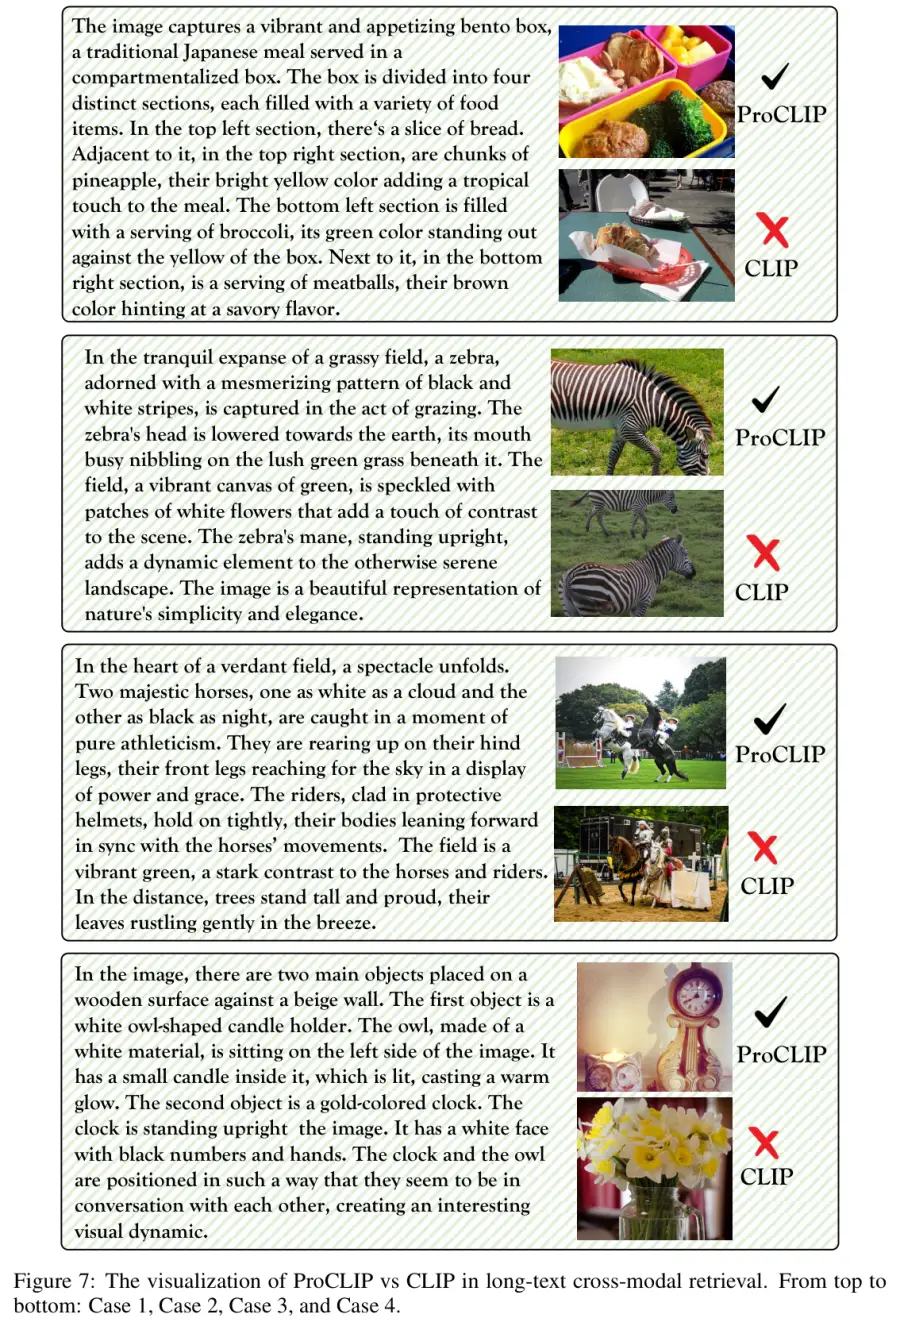 The image captures a vibrant and appetizing bento box,
a traditional Japanese meal served in a
compartmentalized box. The box is divided into four
distinct sections, each filled with a variety of food
items. In the top left section, there‘s a slice of bread.
Adjacent to it, in the top right section, are chunks of
pineapple, their bright yellow color adding a tropical
touch to the meal. The bottom left section is filled
with a serving of broccoli, its green color standing out
against the yellow of the box. Next to it, in the bottom
right section, is a serving of meatballs, their brown
color hinting at a savory flavor.
ProCLIP
CLIP
In the tranquil expanse of a grassy field, a zebra,
adorned with a mesmerizing pattern of black and
white stripes, is captured in the act of grazing. The
zebra's head is lowered towards the earth, its mouth
busy nibbling on the lush green grass beneath it. The
field, a vibrant canvas of green, is speckled with
patches of white flowers that add a touch of contrast
to the scene. The zebra's mane, standing upright,
adds a dynamic element to the otherwise serene
landscape. The image is a beautiful representation of
nature's simplicity and elegance.
ProCLIP
CLIP
In the heart of a verdant field, a spectacle unfolds.
Two majestic horses, one as white as a cloud and the
other as black as night, are caught in a moment of
pure athleticism. They are rearing up on their hind
legs, their front legs reaching for the sky in a display
of power and grace. The riders, clad in protective
helmets, hold on tightly, their bodies leaning forward
in sync with the horses’ movements.  The field is a
vibrant green, a stark contrast to the horses and riders.
In the distance, trees stand tall and proud, their
leaves rustling gently in the breeze.
ProCLIP
CLIP
In the image, there are two main objects placed on a
wooden surface against a beige wall. The first object is a
white owl-shaped candle holder. The owl, made of a
white material, is sitting on the left side of the image. It
has a small candle inside it, which is lit, casting a warm
glow. The second object is a gold-colored clock. The
clock is standing upright  the image. It has a white face
with black numbers and hands. The clock and the owl
are positioned in such a way that they seem to be in
conversation with each other, creating an interesting
visual dynamic.
ProCLIP
CLIP
Figure 7: The visualization of ProCLIP vs CLIP in long-text cross-modal retrieval. From top to
bottom: Case 1, Case 2, Case 3, and Case 4.